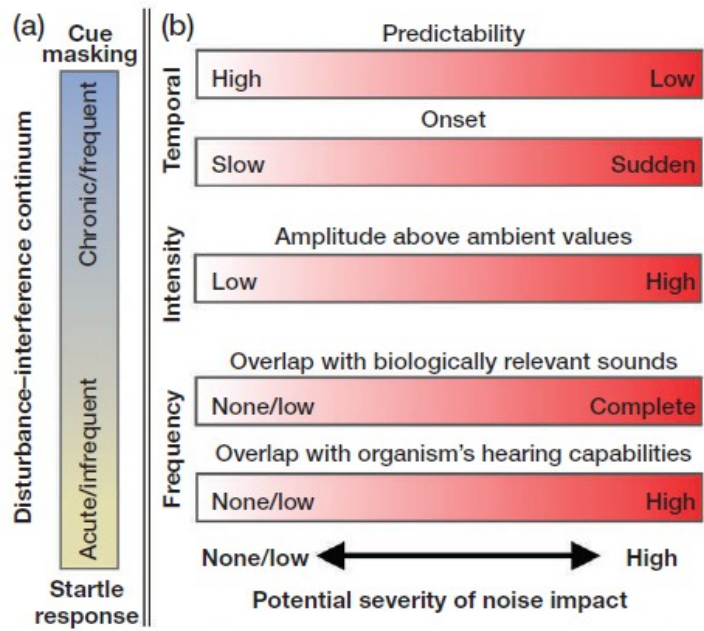 (a)
Cue
masking
Disturbance–interference continuum
Chronic/frequent
Acute/infrequent
Startle
response
(b)
Temporal
Predictability
High Low
Onset
Slow Sudden
Intensity
Amplitude above ambient values
Low High
Frequency
Overlap with biologically relevant sounds
None/low Complete
Overlap with organism's hearing capabilities
None/low High
None/low High
Potential severity of noise impact